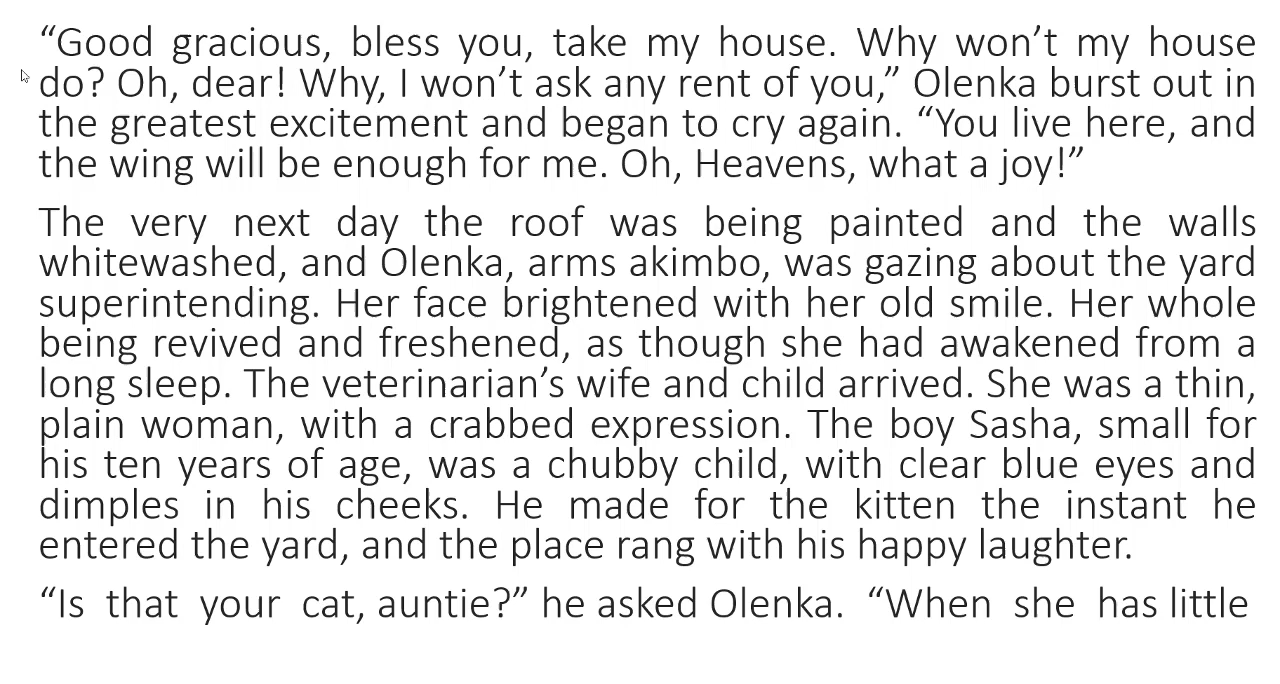 “Good gracious, bless you, take my house. Why won’t my house
do? Oh, dear! Why, I won’t ask any rent of you,” Olenka burst out in
the greatest excitement and began to cry again. “You live here, and
the wing will be enough for me. Oh, Heavens, what a joy!”
The very next day the roof was being painted and the walls
whitewashed, and Olenka, arms akimbo, was gazing about the yard
superintending. Her face brightened with her old smile. Her whole
being revived and freshened, as though she had awakened from a
long sleep. The veterinarian’s wife and child arrived. She was a thin,
plain woman, with a crabbed expression. The boy Sasha, small for
his ten years of age, was a chubby child, with clear blue eyes and
dimples in his cheeks. He made for the kitten the instant he
entered the yard, and the place rang with his happy laughter.
“Is that your cat, auntie?” he asked Olenka. “When she has little